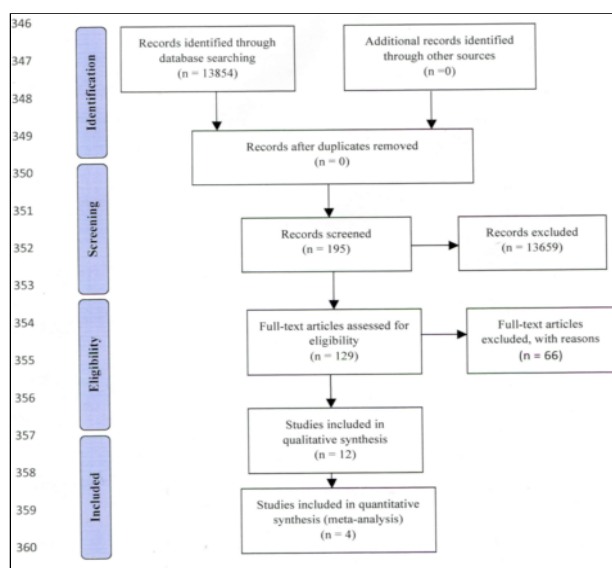 346
347
348
349
350
351
352
353
354
355
356
357
358
359
360
Identification
Screening
Eligibility
Included
Records identified through
database searching
(n = 13854)
Additional records identified
through other sources
(n =0)
Records after duplicates removed
(n = 0)
Records screened
(n = 195)
Records excluded
(n = 13659)
Full-text articles assessed for
eligibility
(n = 129)
Full-text articles
excluded, with reasons
(n = 66)
Studies included in
qualitative synthesis
(n = 12)
Studies included in quantitative
synthesis (meta-analysis)
(n = 4)